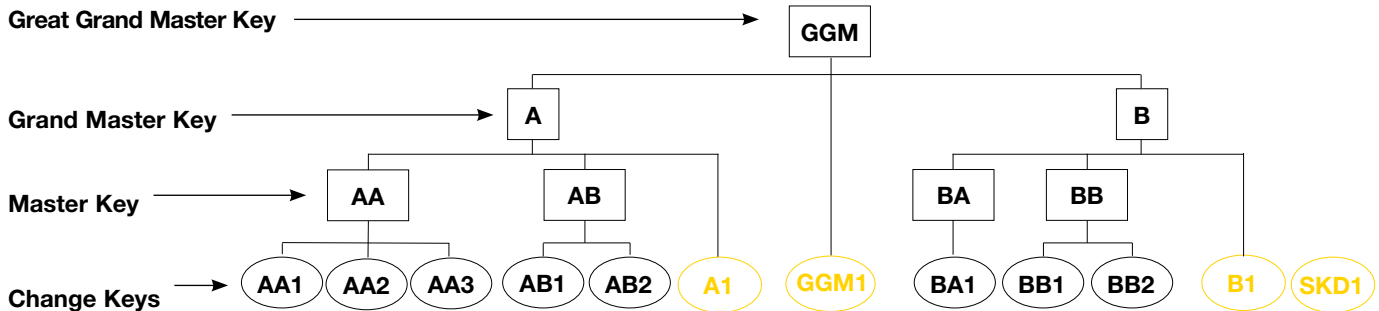 Great Grand Master Key GGM
Grand Master Key A B
Master Key AA AB BA BB
Change Keys AA1 AA2 AA3 AB1 AB2 A1 GGM1 BA1 BB1 BB2 B1 SKD1